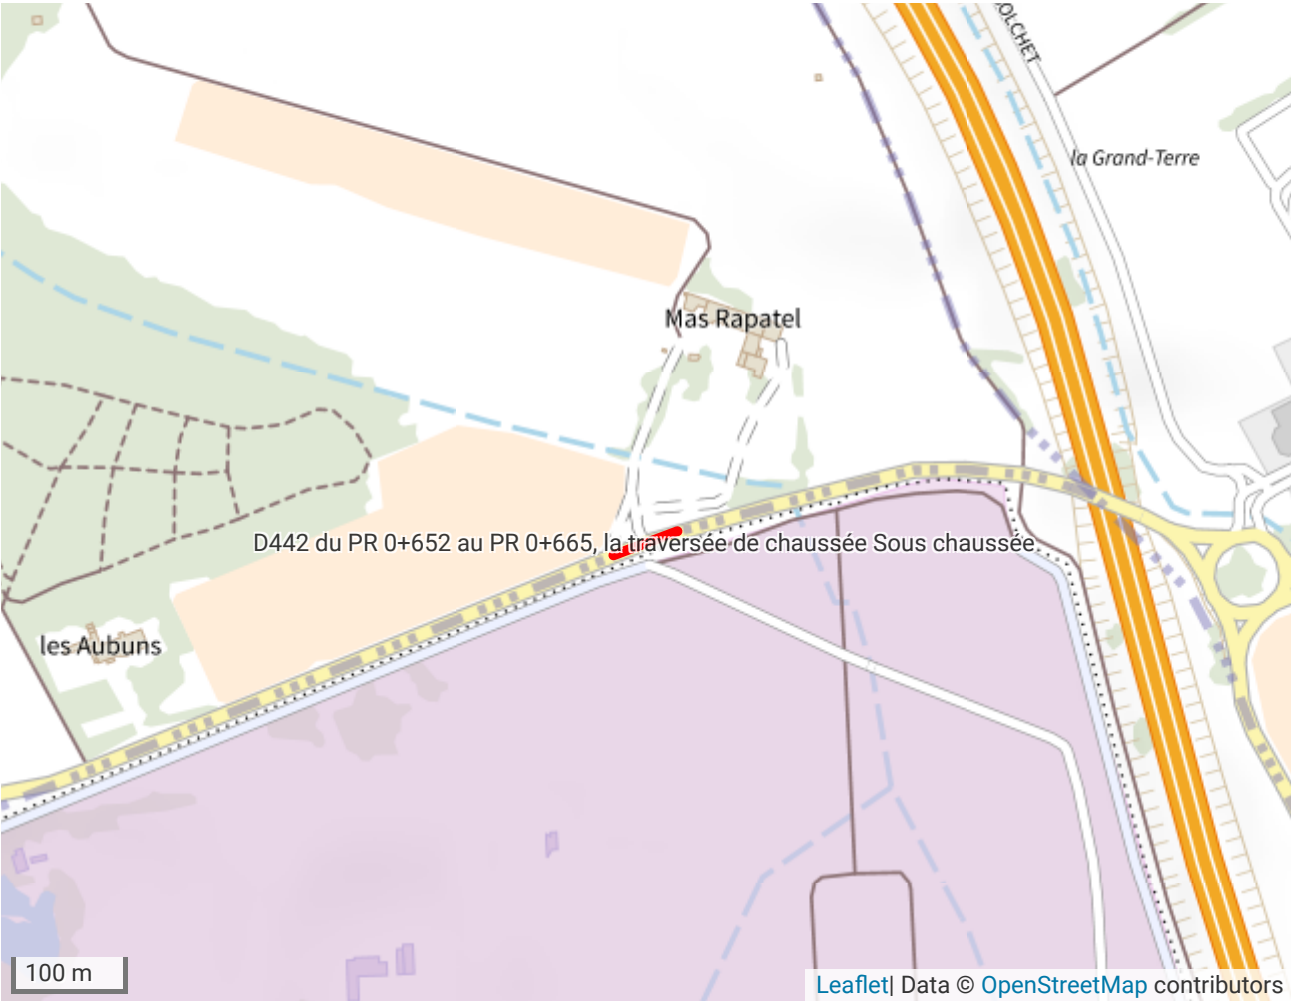 la Grand-Terre
Mas Rapatel
D442 du PR 0+652 au PR 0+665, la traversée de chaussée Sous chaussée.
les Aubuns
100 m
Leaflet| Data © OpenStreetMap contributors